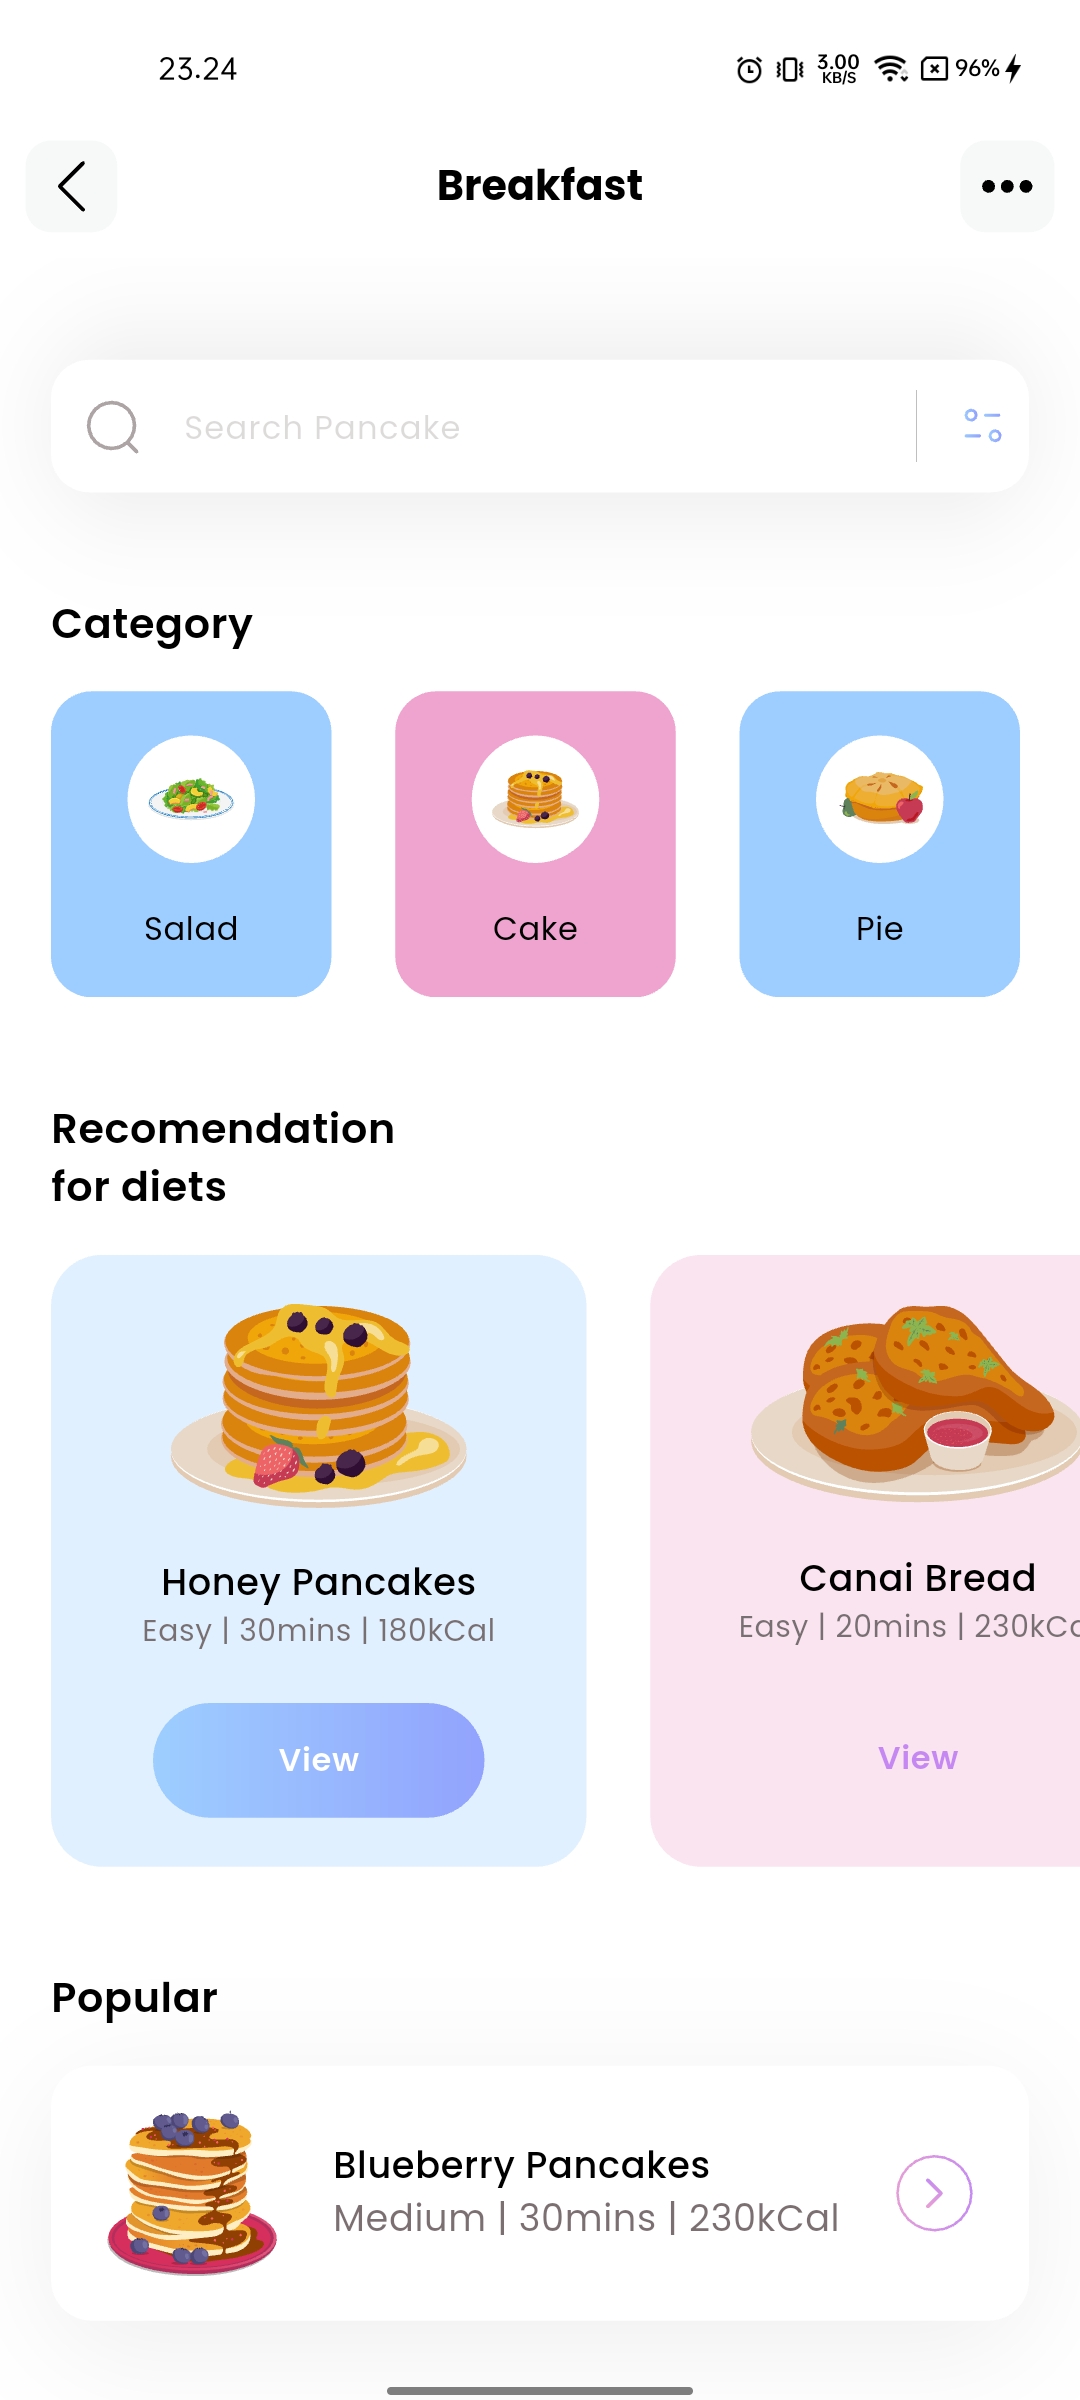 23.24
3.00
KB/S
96%
Breakfast
Search Pancake
Category
Salad
Cake
Pie
Recomendation
for diets
Honey Pancakes
Easy | 30mins | 180kCal
View
Canai Bread
Easy | 20mins | 230kC
View
Popular
Blueberry Pancakes
Medium | 30mins | 230kCal